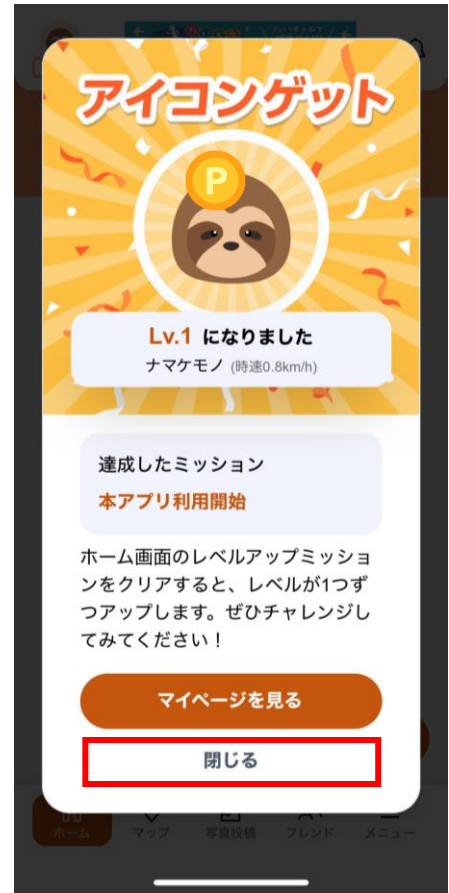 アイコンゲット
P
Lv.1 になりました
ナマケモノ (時速0.8km/h)
達成したミッション
本アプリ利用開始
ホーム画面のレベルアップミッショ
ンをクリアすると、レベルが1つず
つアップします。ぜひチャレンジし
てみてください！
マイページを見る
閉じる
ホーム マップ 写真投稿 フレンド メニュー